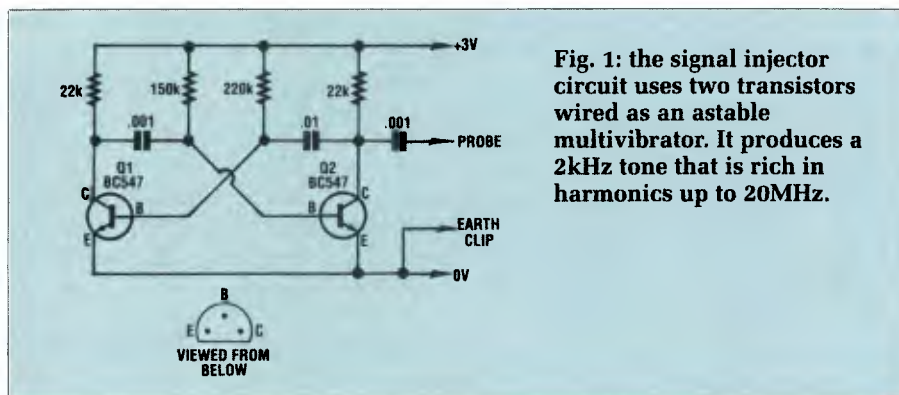 +3V
22k
150k
220k
22k
.001
.01
.001
PROBE
Q1
BC547
Q2
BC547
C
B
E
C
B
E
EARTH
CLIP
0V
B
E
C
VIEWED FROM
BELOW
Fig. 1: the signal injector
circuit uses two transistors
wired as an astable
multivibrator. It produces a
2kHz tone that is rich in
harmonics up to 20MHz.